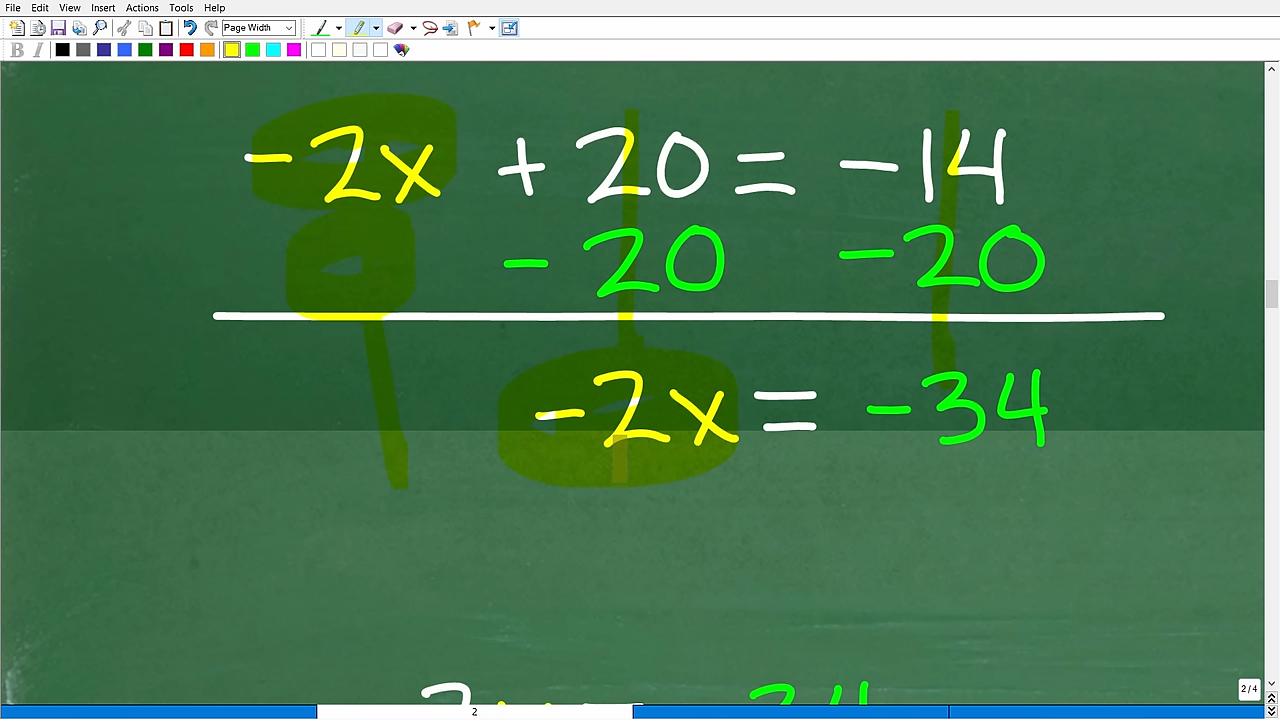 File Edit View Insert Actions Tools Help
Page Width
B I
-2x + 20 = -14
- 20 -20
-2x = -34
2/4
2